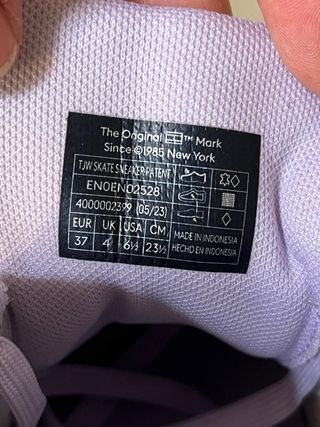 The Original ™ Mark
Since ©1985 New York
TJW SKATE SNEAKER-PATENT
EN0EN02528
4000002399 (05/23)
EUR UK USA CM
37 4 6½ 23½
MADE IN INDONESIA
HECHO EN INDONESIA